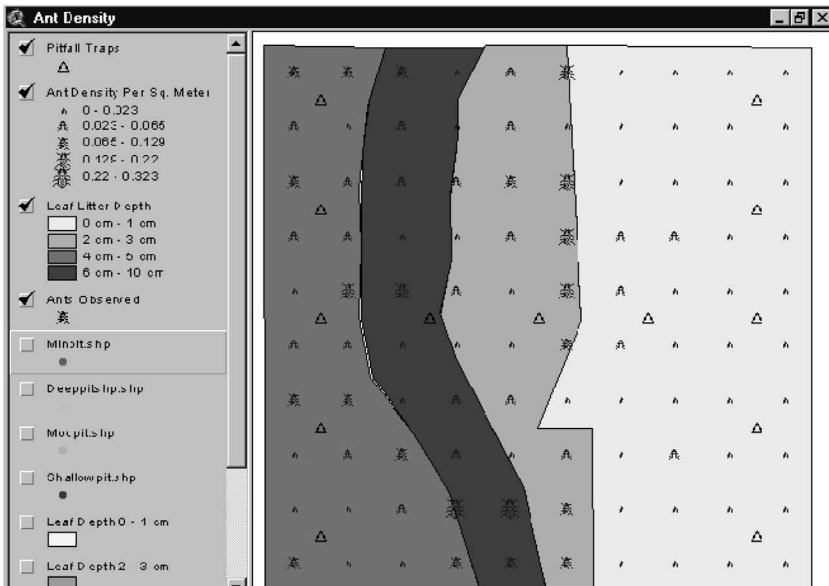 Ant Density
Pitfall Traps
Ant Density Per Sq. Meter
0 - 0.023
0.023 - 0.065
0.065 - 0.129
0.129 - 0.22
0.22 - 0.323
Leaf Litter Depth
0 cm - 1 cm
2 cm - 3 cm
4 cm - 5 cm
6 cm - 10 cm
Ants Observed
Minpit.shp
Deeppitshp.shp
Modpit.shp
Shallowpit.shp
Leaf Depth 0 - 1 cm
Leaf Depth 2 - 3 cm